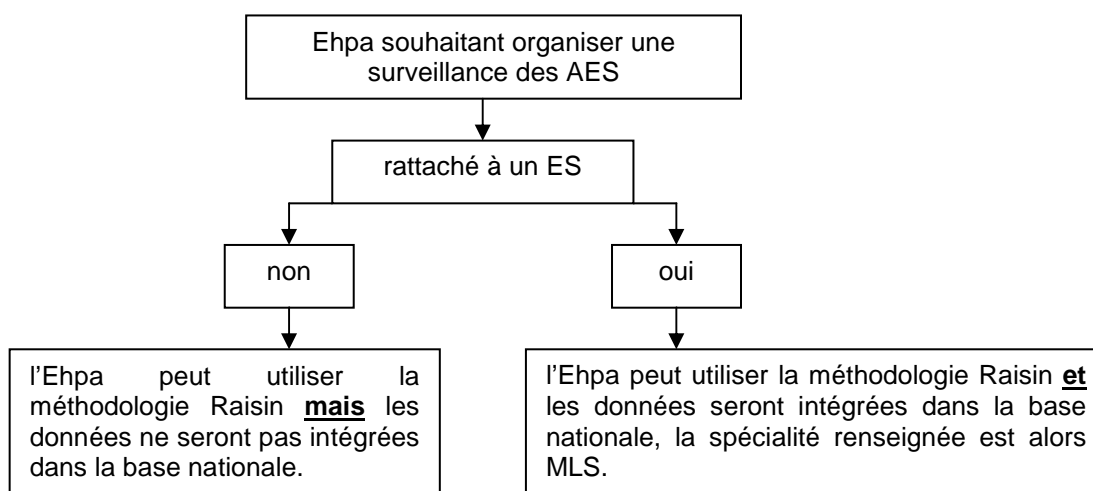 Ehpa souhaitant organiser une
surveillance des AES
rattaché à un ES
non
oui
l'Ehpa peut utiliser la
méthodologie Raisin mais les
données ne seront pas intégrées
dans la base nationale.
l'Ehpa peut utiliser la méthodologie Raisin et
les données seront intégrées dans la base
nationale, la spécialité renseignée est alors
MLS.